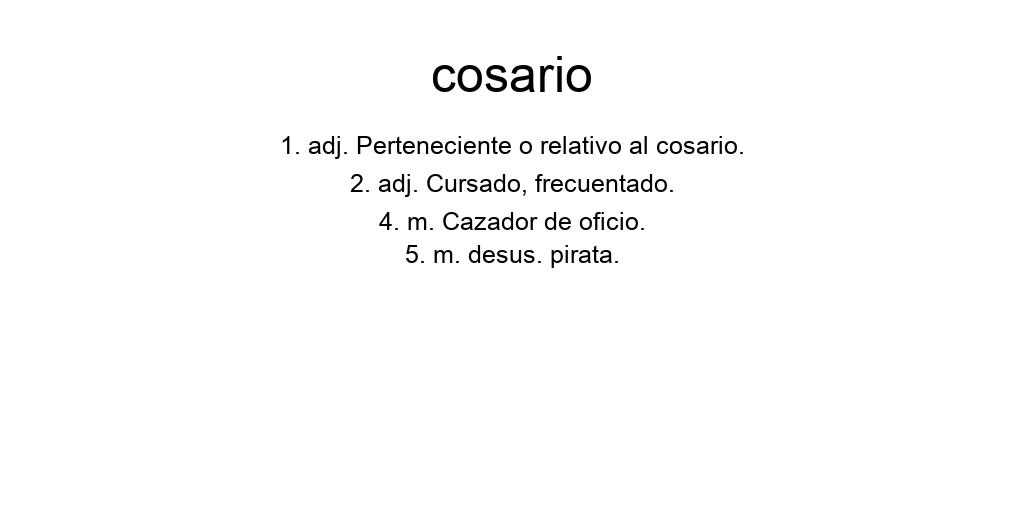 cosario
1. adj. Perteneciente o relativo al cosario.
2. adj. Cursado, frecuentado.
4. m. Cazador de oficio.
5. m. desus. pirata.